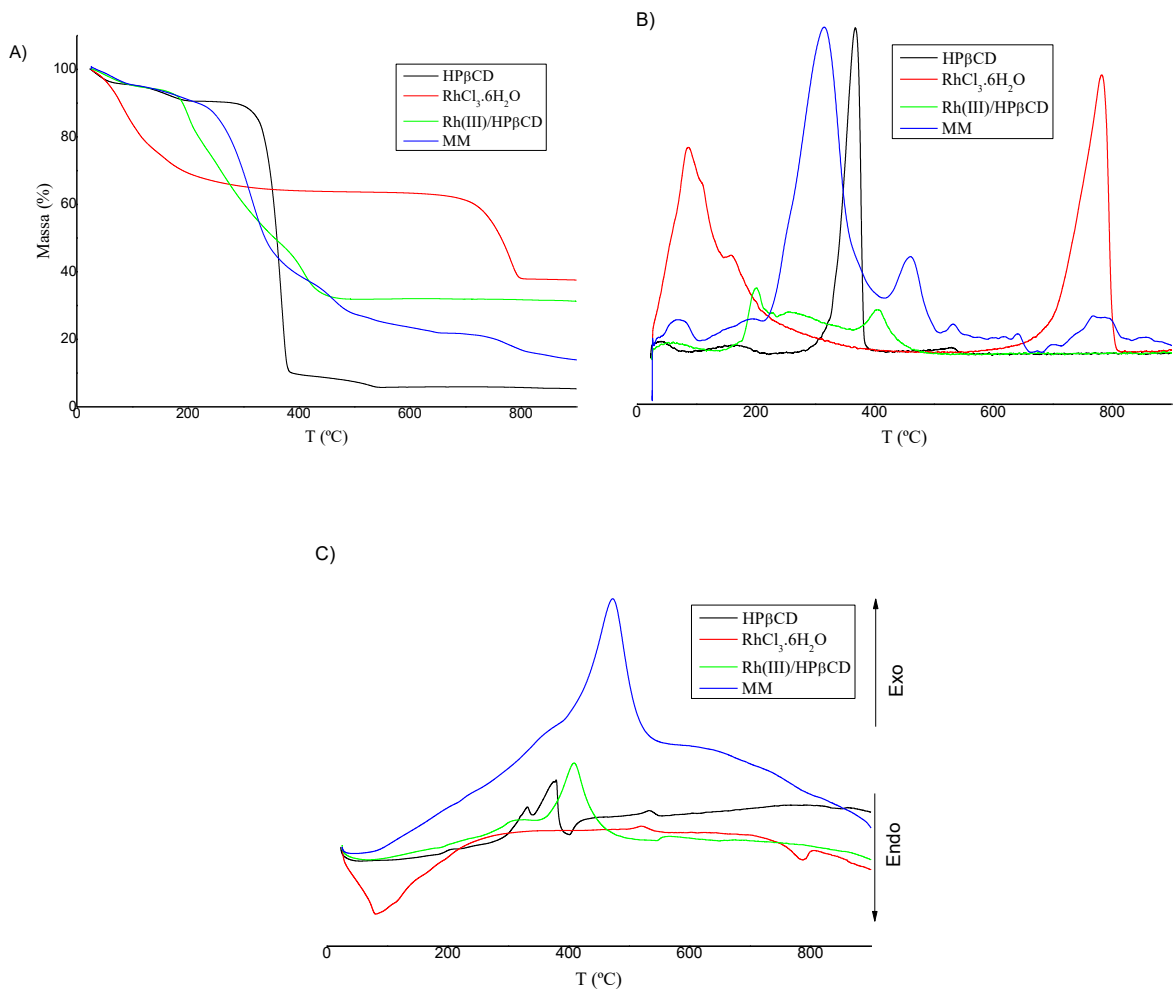 A)
HPβCD
RhCl₃.6H₂O
Rh(III)/HPβCD
MM
Massa (%)
100
80
60
40
20
0
0 200 400 600 800
T (ºC)
B)
HPβCD
RhCl₃.6H₂O
Rh(III)/HPβCD
MM
0 200 400 600 800
T (ºC)
C)
HPβCD
RhCl₃.6H₂O
Rh(III)/HPβCD
MM
Exo
Endo
0 200 400 600 800
T (ºC)